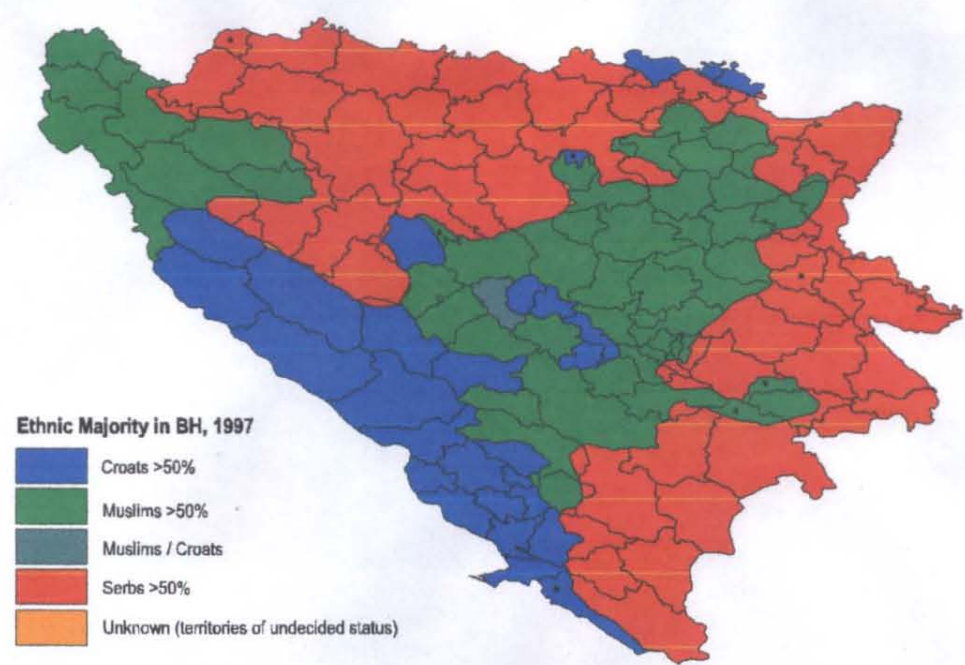 Ethnic Majority in BH, 1997
Croats >50%
Muslims >50%
Muslims / Croats
Serbs >50%
Unknown (territories of undecided status)